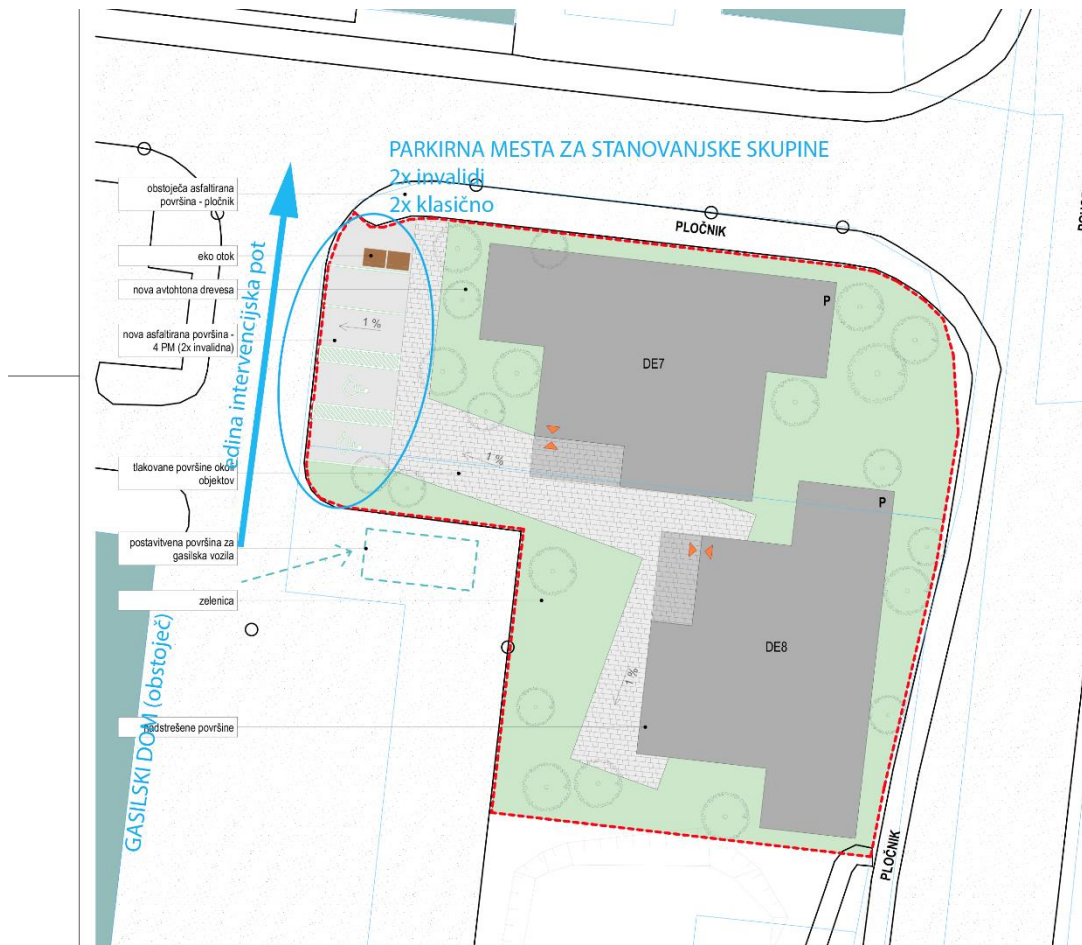 PARKIRNA MESTA ZA STANOVANJSKE SKUPINE
2x invalidi
2x klasično
obstoječa asfaltirana
površina - pločnik
PLOČNIK
eko otok
nova avtohtona drevesa
P
nova asfaltirana površina -
4 PM (2x invalidna)
1 %
edina intervencijska pot
DE7
tlakovane površine okoli
objektov
1 %
P
postavitvena površina za
gasilska vozila
zelenica
DE8
1 %
nadstrešene površine
GASILSKI DOM (obstoječ)
PLOČNIK